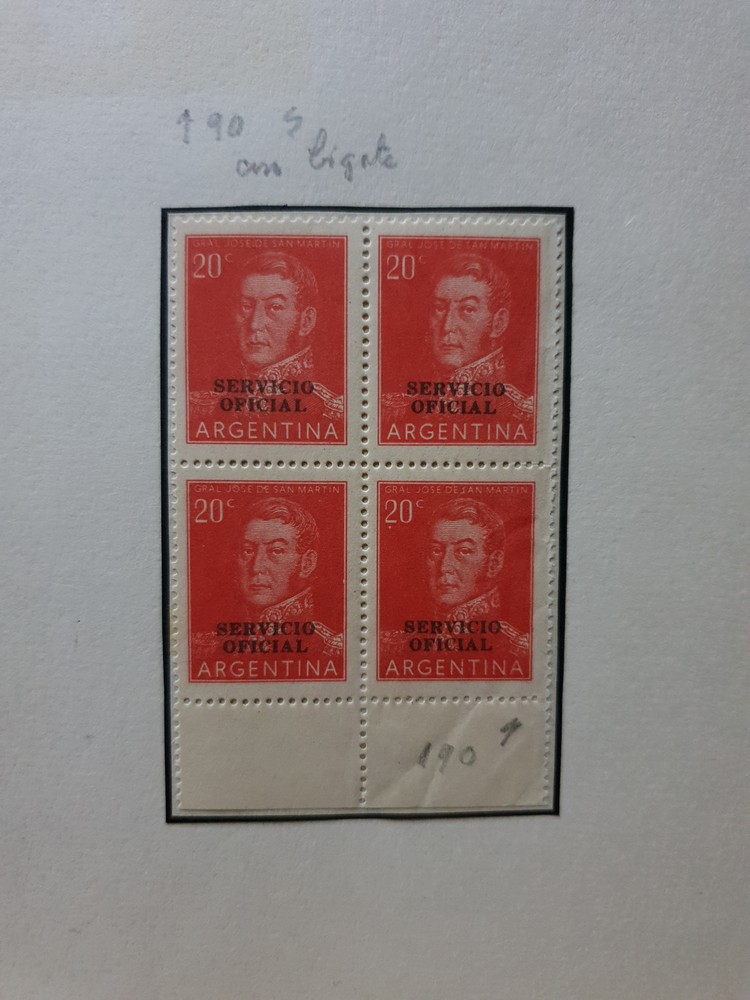 190 S
con bigote
GRAL JOSE DE SAN MARTIN
20c
SERVICIO
OFICIAL
ARGENTINA
GRAL JOSE DE SAN MARTIN
20c
SERVICIO
OFICIAL
ARGENTINA
GRAL JOSE DE SAN MARTIN
20c
SERVICIO
OFICIAL
ARGENTINA
GRAL JOSE DE SAN MARTIN
20c
SERVICIO
OFICIAL
ARGENTINA
190